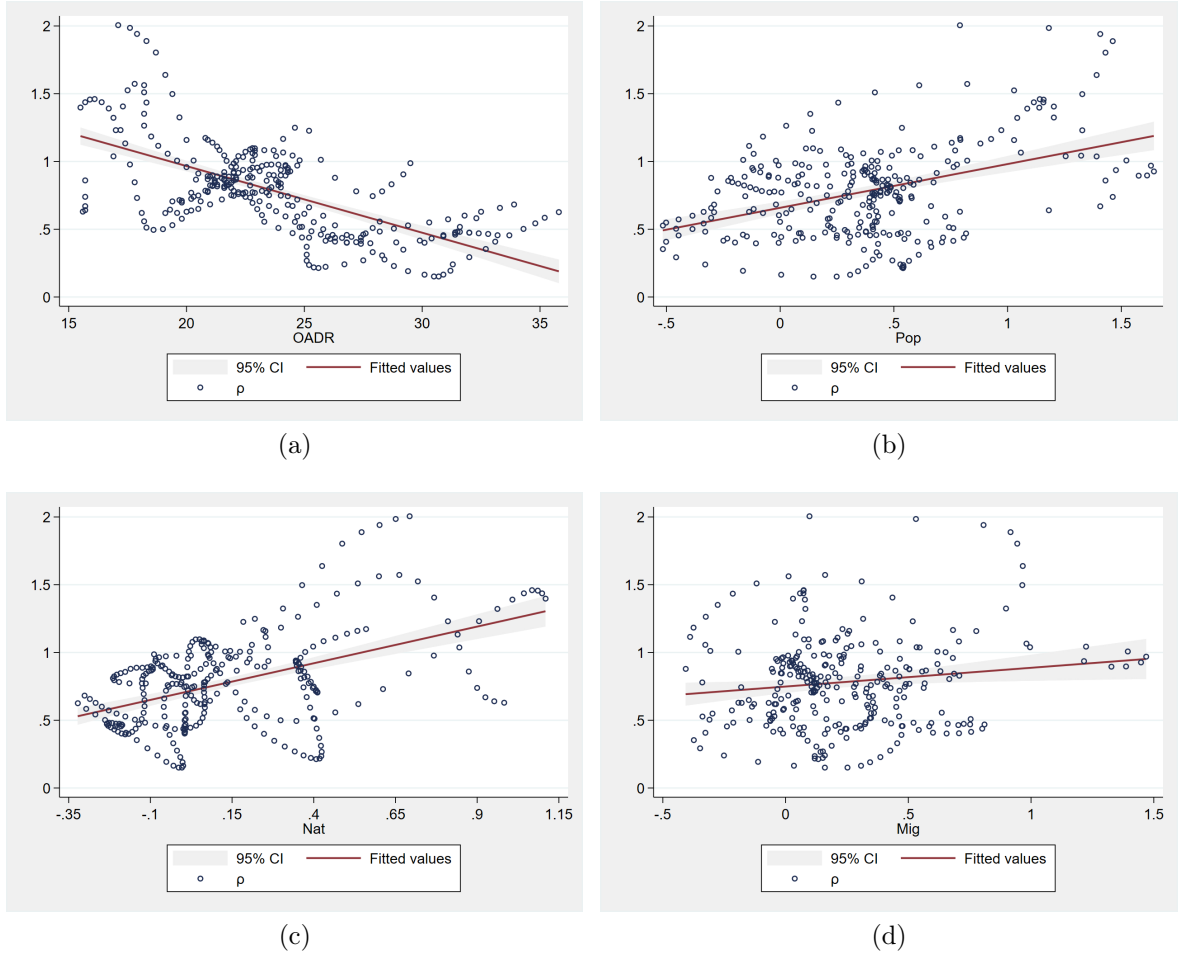 2
1.5
1
.5
0
15 20 25 30 35
OADR
95% CI Fitted values
ρ
(a)
2
1.5
1
.5
0
-.5 0 .5 1 1.5
Pop
95% CI Fitted values
ρ
(b)
2
1.5
1
.5
0
-.35 -.1 .15 .4 .65 .9 1.15
Nat
95% CI Fitted values
ρ
(c)
2
1.5
1
.5
0
-.5 0 .5 1 1.5
Mig
95% CI Fitted values
ρ
(d)